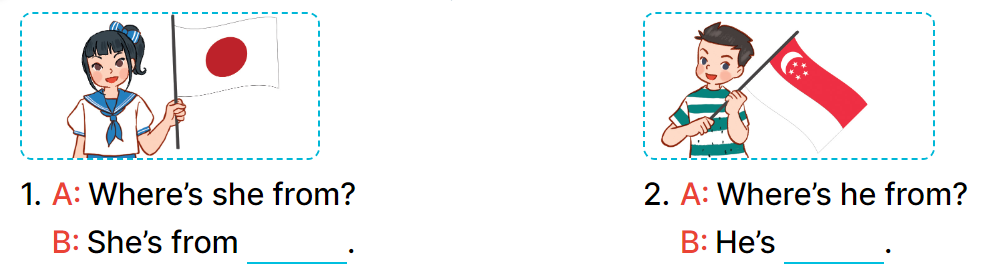 1. A: Where's she from?
B: She's from ______.
2. A: Where's he from?
B: He's ______.